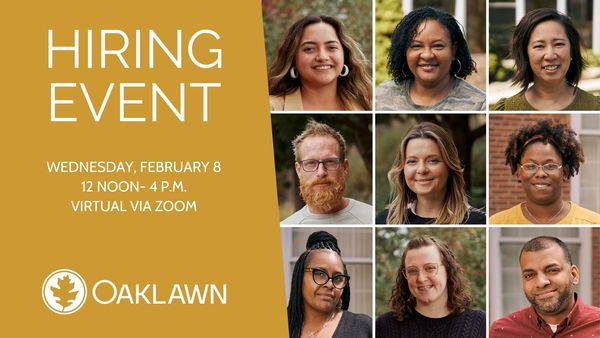 HIRING
EVENT
WEDNESDAY, FEBRUARY 8
12 NOON- 4 P.M.
VIRTUAL VIA ZOOM
OAKLAWN